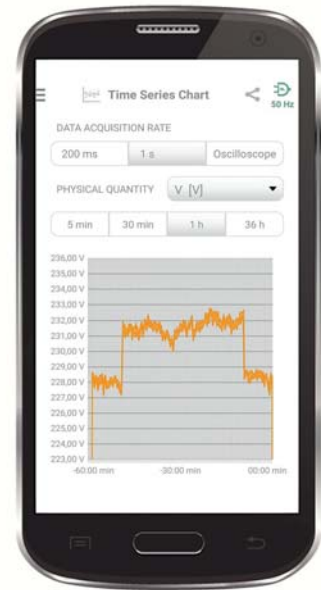 Time Series Chart
50 Hz
DATA ACQUISITION RATE
200 ms 1 s Oscilloscope
PHYSICAL QUANTITY V [V]
5 min 30 min 1 h 36 h
236,00 V
235,00 V
234,00 V
233,00 V
232,00 V
231,00 V
230,00 V
229,00 V
228,00 V
227,00 V
226,00 V
225,00 V
224,00 V
223,00 V
-60:00 min -30:00 min 00:00 min